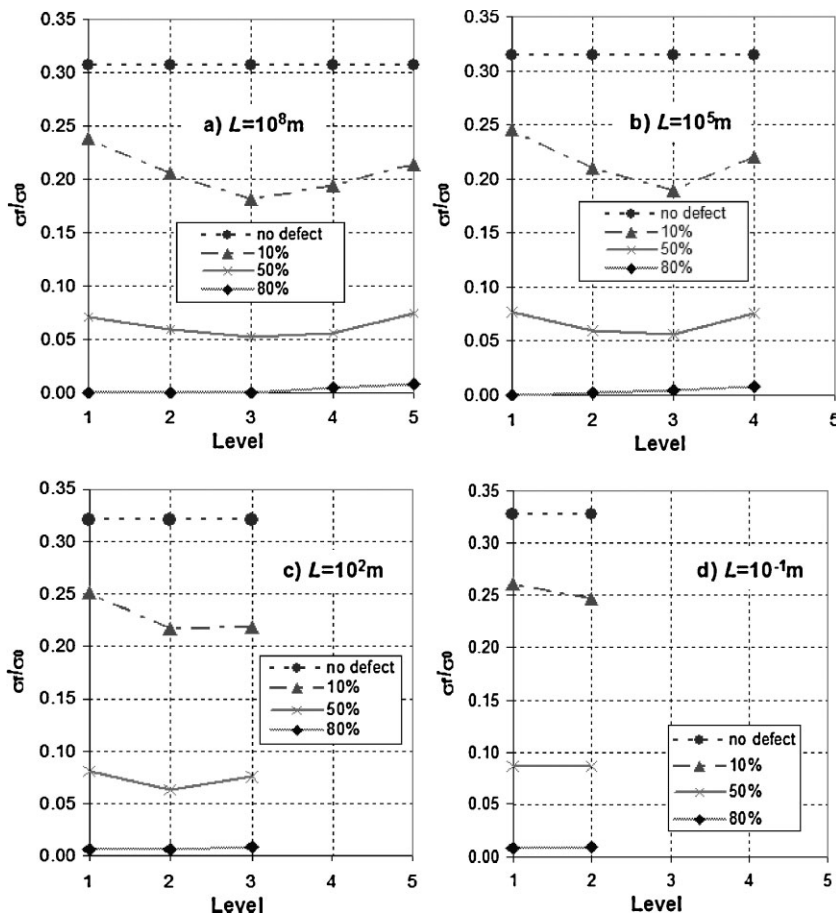 0.35
0.30
0.25
0.20
0.15
0.10
0.05
0.00
σf/σ0
a) L=10⁸m
no defect
10%
50%
80%
1 2 3 4 5
Level
0.35
0.30
0.25
0.20
0.15
0.10
0.05
0.00
σf/σ0
b) L=10⁵m
no defect
10%
50%
80%
1 2 3 4 5
Level
0.35
0.30
0.25
0.20
0.15
0.10
0.05
0.00
σf/σ0
c) L=10²m
no defect
10%
50%
80%
1 2 3 4 5
Level
0.35
0.30
0.25
0.20
0.15
0.10
0.05
0.00
σf/σ0
d) L=10⁻¹m
no defect
10%
50%
80%
1 2 3 4 5
Level